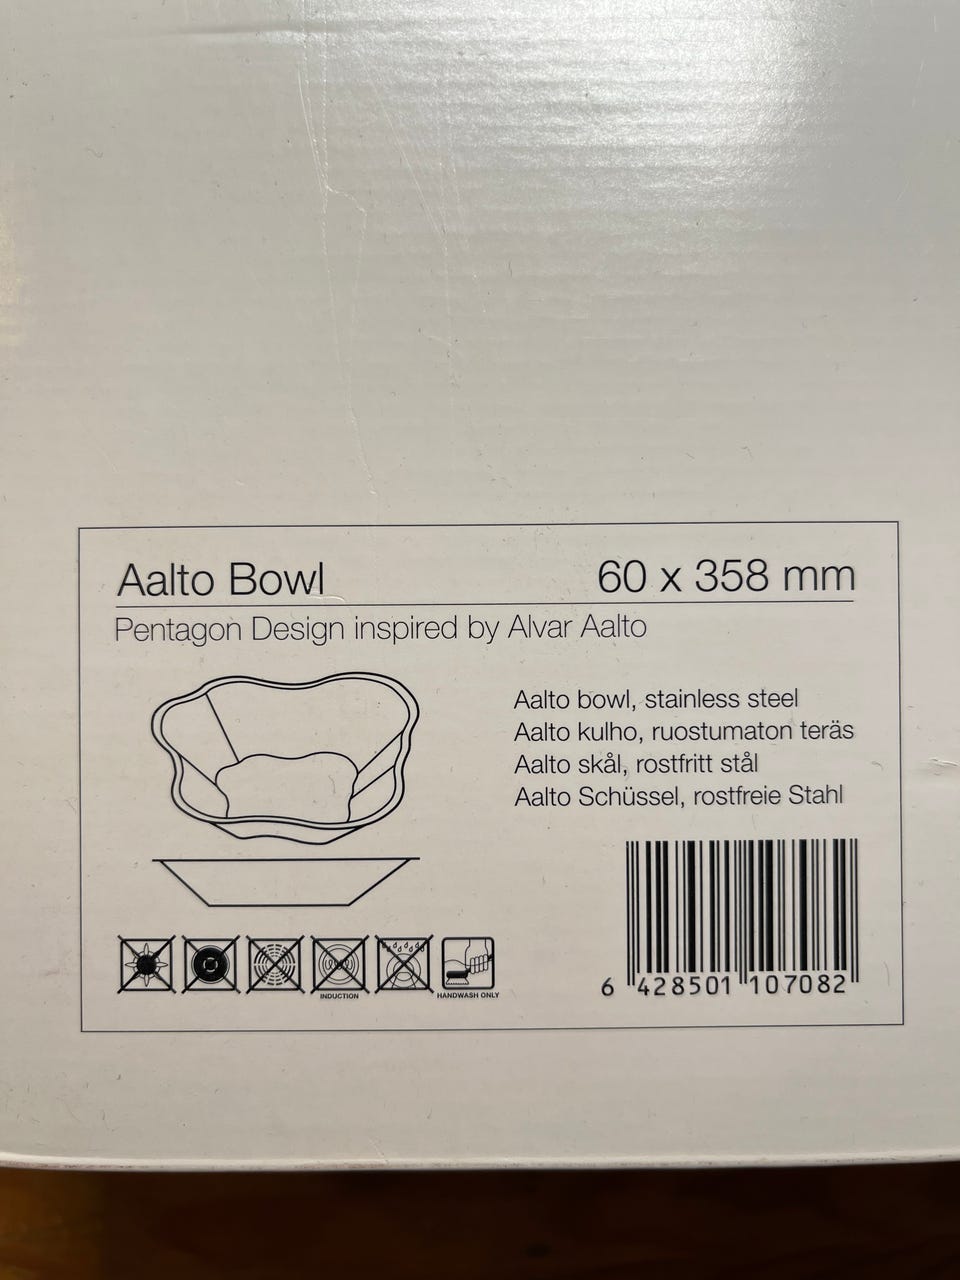 Aalto Bowl 60 x 358 mm
Pentagon Design inspired by Alvar Aalto
Aalto bowl, stainless steel
Aalto kulho, ruostumaton teräs
Aalto skål, rostfritt stål
Aalto Schüssel, rostfreie Stahl
INDUCTION
HANDWASH ONLY
6 428501 107082